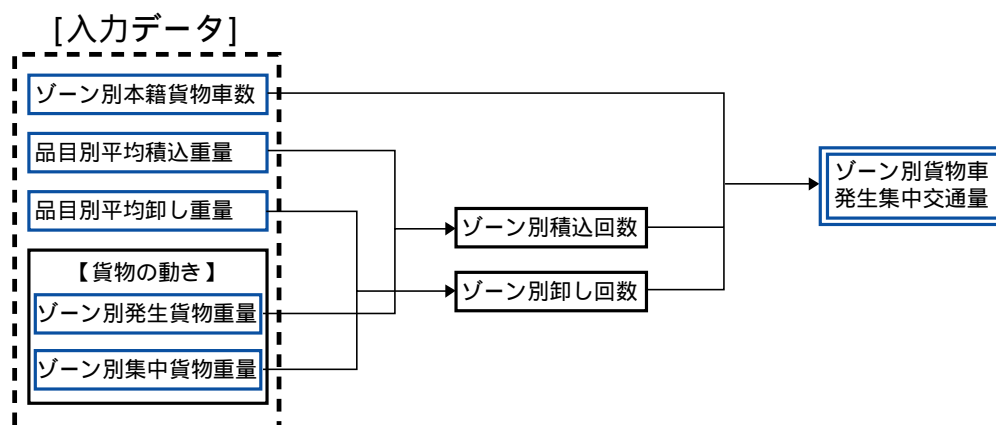 [入力データ]
ゾーン別本籍貨物車数
品目別平均積込重量
品目別平均卸し重量
【貨物の動き】
ゾーン別発生貨物重量
ゾーン別集中貨物重量
ゾーン別積込回数
ゾーン別卸し回数
ゾーン別貨物車
発生集中交通量